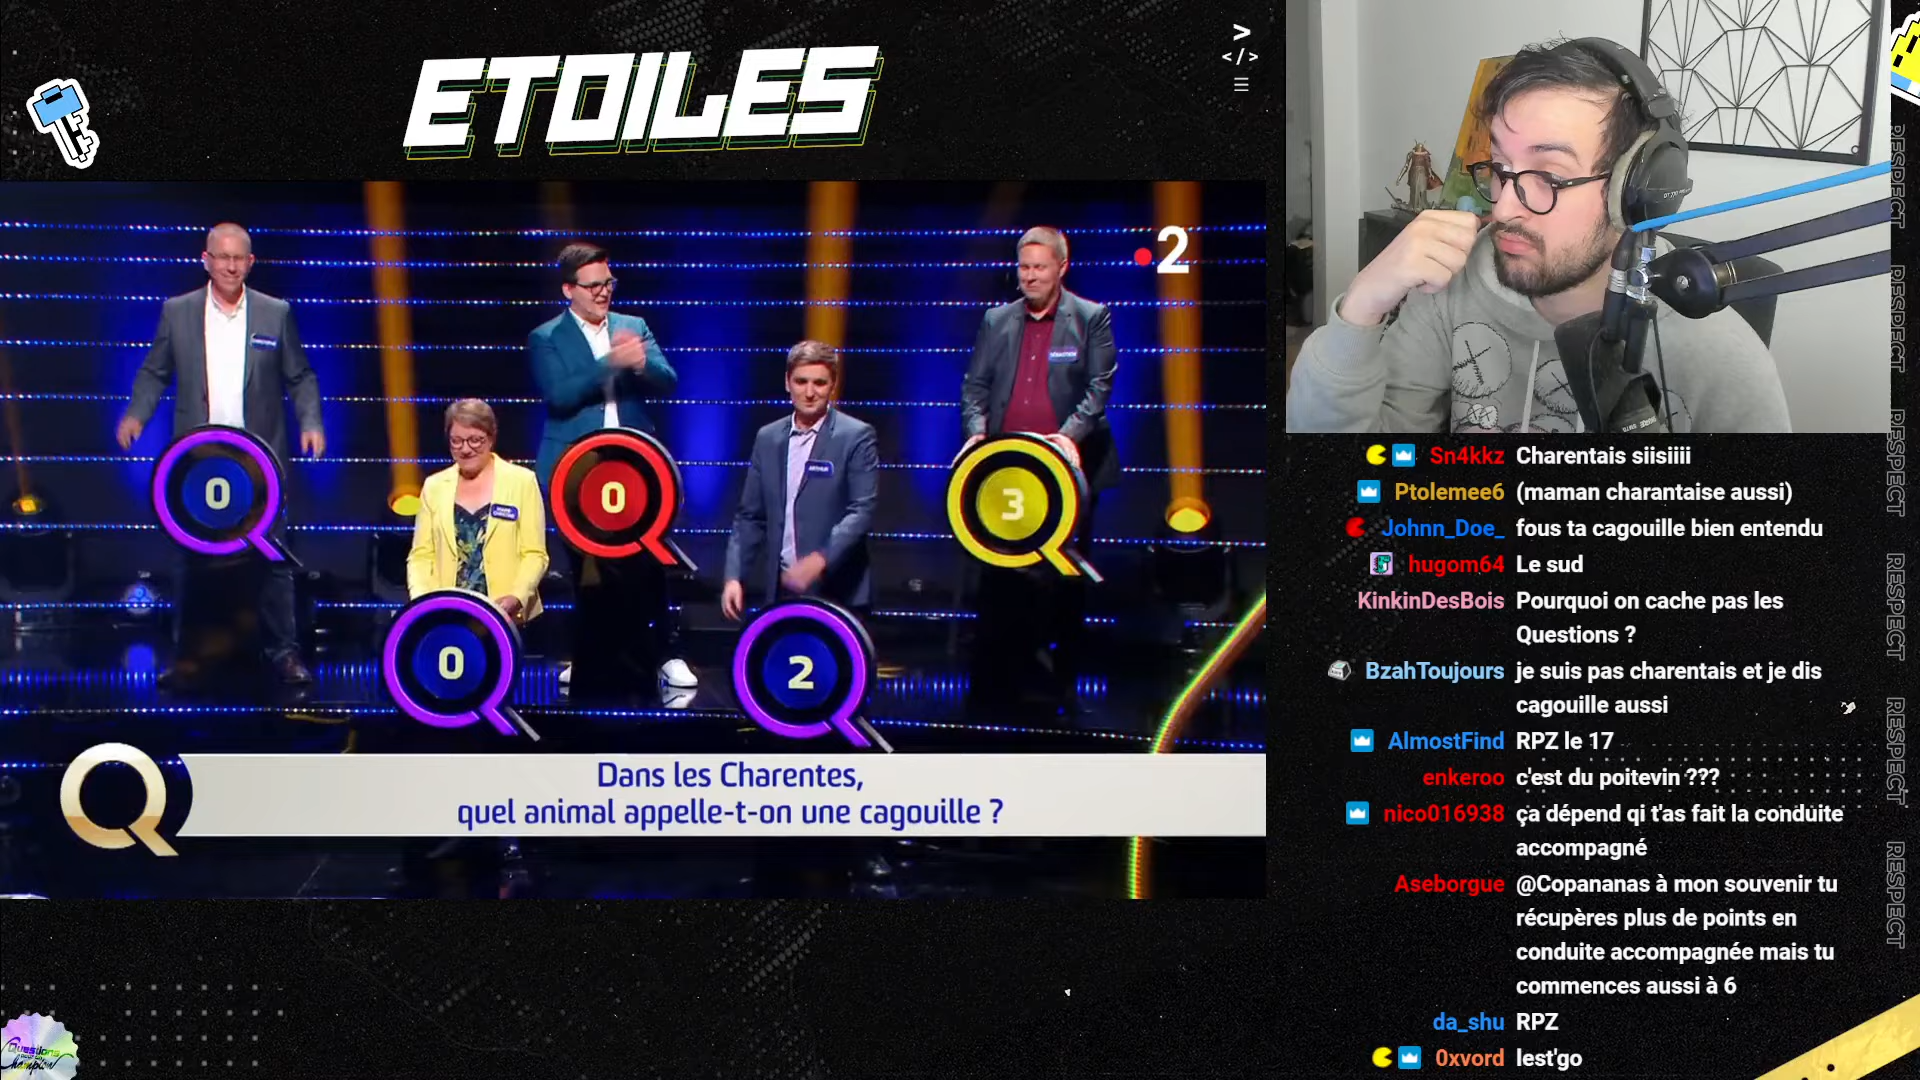 ETOILES
>
</>
2
0
0
3
0
2
ARTHUR
Dans les Charentes,
quel animal appelle-t-on une cagouille ?
Sn4kkz Charentais siisiiii
Ptolemee6 (maman charantaise aussi)
Johnn_Doe_ fous ta cagouille bien entendu
hugom64 Le sud
KinkinDesBois Pourquoi on cache pas les
Questions ?
BzahToujours je suis pas charentais et je dis
cagouille aussi
AlmostFind RPZ le 17
enkeroo c'est du poitevin ???
nico016938 ça dépend qi t'as fait la conduite
accompagné
Aseborgue @Copananas à mon souvenir tu
récupères plus de points en
conduite accompagnée mais tu
commences aussi à 6
da_shu RPZ
0xvord lest'go
RESPECT
RESPECT
RESPECT
RESPECT
RESPECT
RESPECT
Questions
Champion